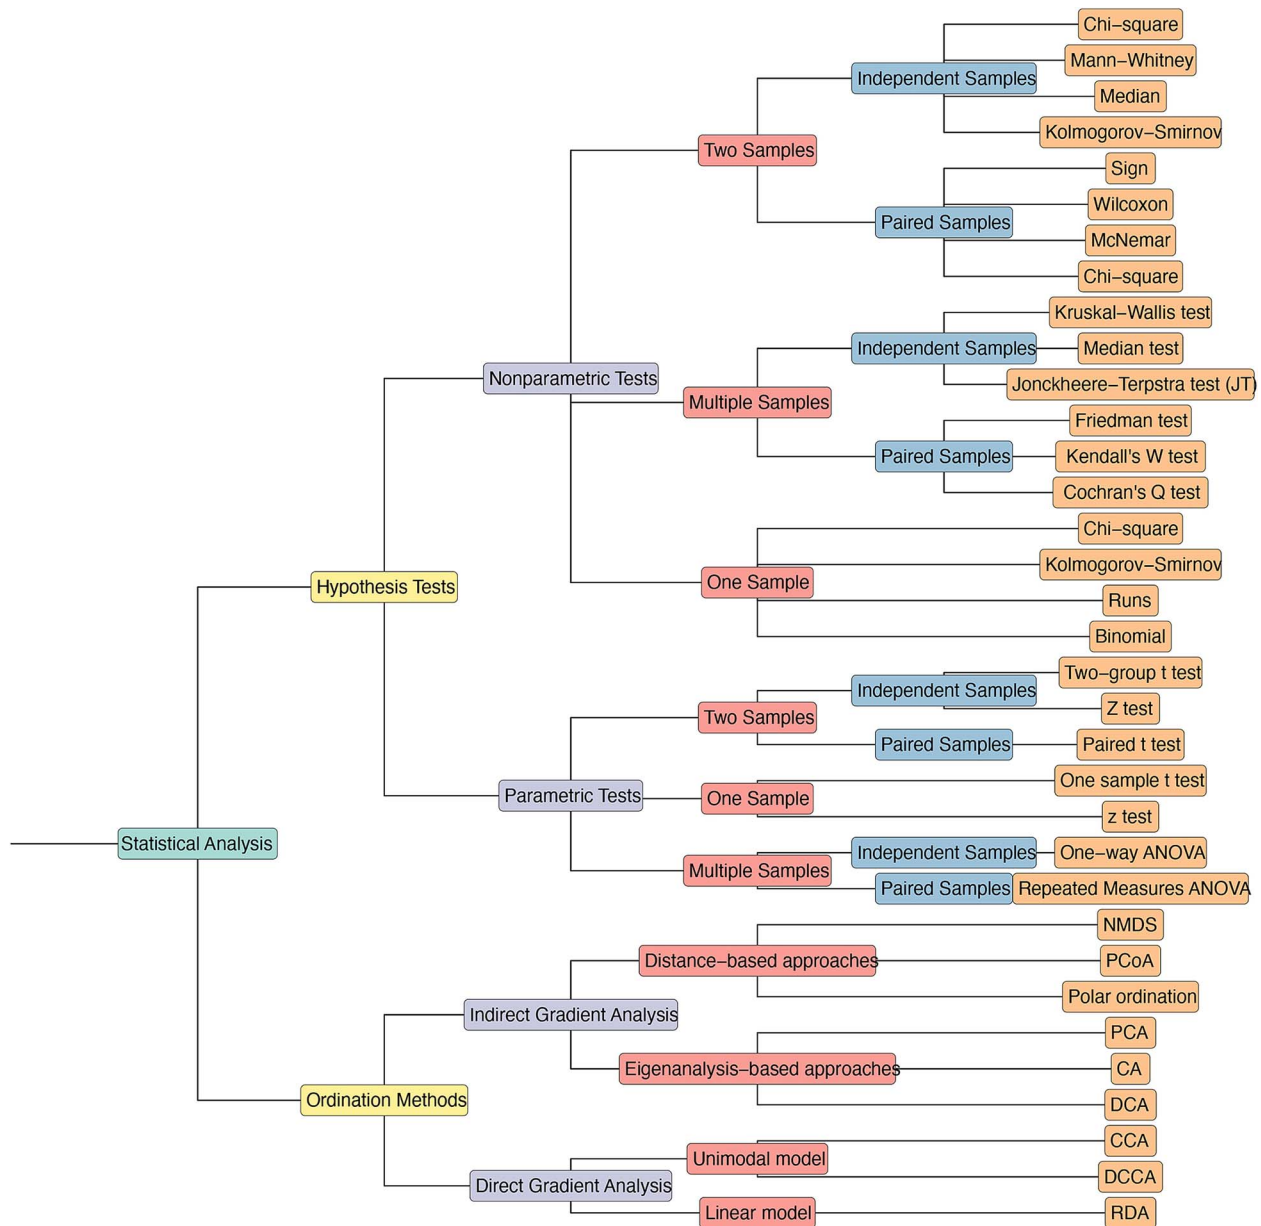 Chi−square
Mann−Whitney
Independent Samples
Median
Kolmogorov−Smirnov
Two Samples
Sign
Wilcoxon
Paired Samples
McNemar
Chi−square
Kruskal−Wallis test
Independent Samples
Median test
Jonckheere−Terpstra test (JT)
Nonparametric Tests
Multiple Samples
Friedman test
Paired Samples
Kendall's W test
Cochran's Q test
Chi−square
Kolmogorov−Smirnov
One Sample
Hypothesis Tests
Runs
Binomial
Two−group t test
Independent Samples
Z test
Two Samples
Paired Samples
Paired t test
One sample t test
Parametric Tests
One Sample
z test
Statistical Analysis
Independent Samples
One−way ANOVA
Multiple Samples
Paired Samples
Repeated Measures ANOVA
NMDS
Distance−based approaches
PCoA
Polar ordination
Indirect Gradient Analysis
PCA
Eigenanalysis−based approaches
CA
DCA
Ordination Methods
CCA
Unimodal model
DCCA
Direct Gradient Analysis
Linear model
RDA